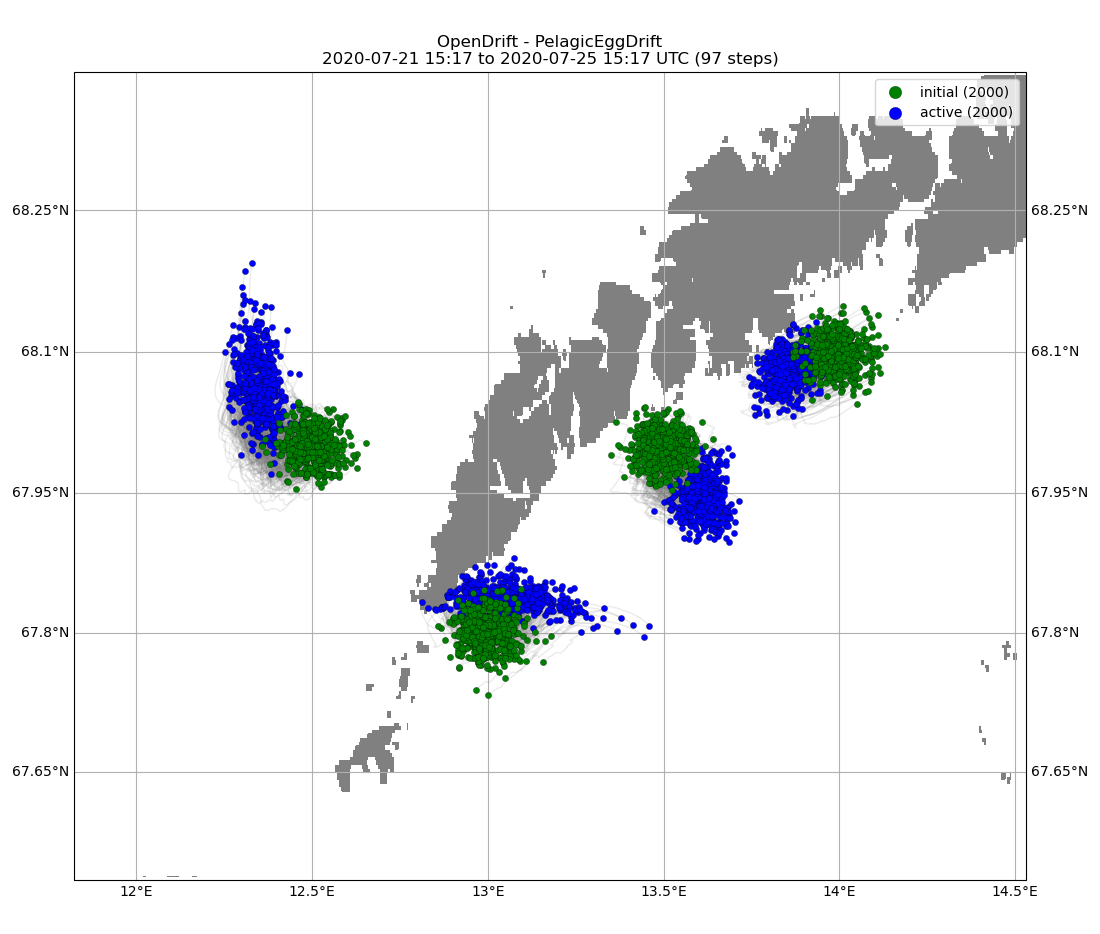 OpenDrift - PelagicEggDrift
2020-07-21 15:17 to 2020-07-25 15:17 UTC (97 steps)
initial (2000)
active (2000)
68.25°N
68.25°N
68.1°N
68.1°N
67.95°N
67.95°N
67.8°N
67.8°N
67.65°N
67.65°N
12°E
12.5°E
13°E
13.5°E
14°E
14.5°E